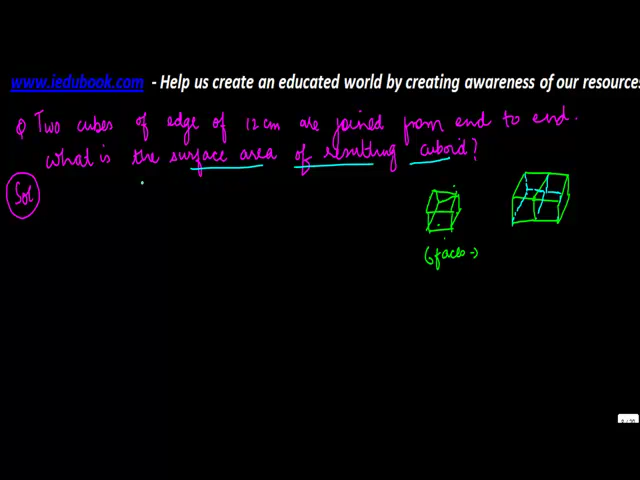 www.iedubook.com - Help us create an educated world by creating awareness of our resources
Q Two cubes of edge of 12 cm are joined from end to end.
What is the surface area of resulting cuboid?
Sol
6 faces →